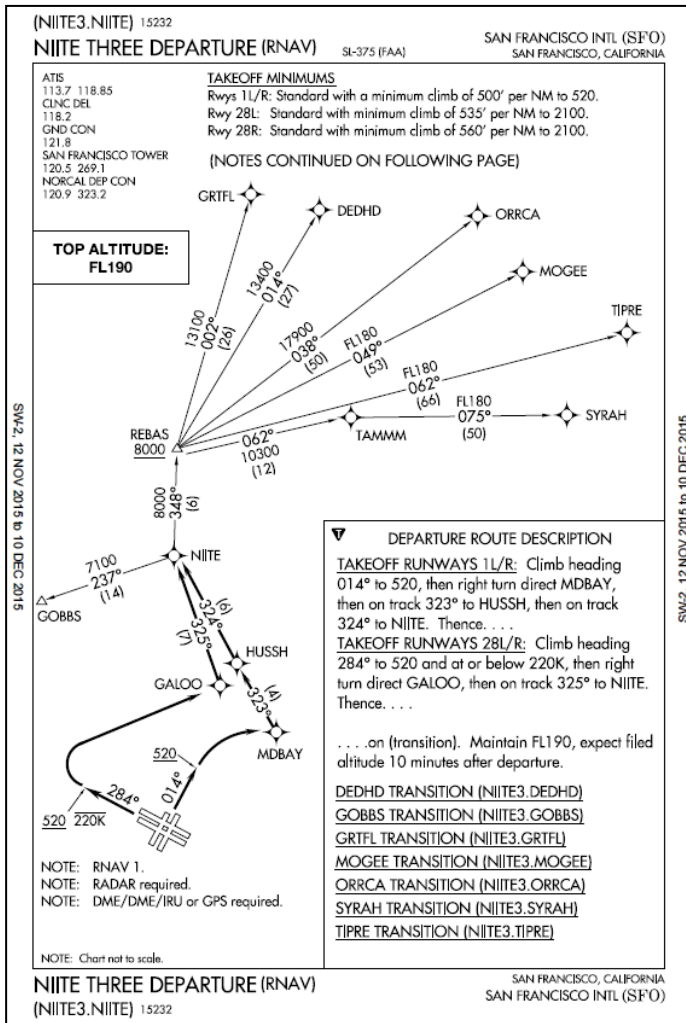 (NIITE3.NIITE) 15232
NIITE THREE DEPARTURE (RNAV)
SL-375 (FAA)
SAN FRANCISCO INTL (SFO)
SAN FRANCISCO, CALIFORNIA
ATIS
113.7 118.85
CLNC DEL
118.2
GND CON
121.8
SAN FRANCISCO TOWER
120.5 269.1
NORCAL DEP CON
120.9 323.2
TAKEOFF MINIMUMS
Rwys 1L/R: Standard with a minimum climb of 500' per NM to 520.
Rwy 28L: Standard with minimum climb of 535' per NM to 2100.
Rwy 28R: Standard with minimum climb of 560' per NM to 2100.
(NOTES CONTINUED ON FOLLOWING PAGE)
TOP ALTITUDE:
FL190
GRTFL
DEDHD
ORRCA
MOGEE
TIPRE
SYRAH
TAMMM
13100
002°
(26)
13400
014°
(27)
17900
038°
(50)
FL180
049°
(53)
FL180
062°
(66)
FL180
075°
(50)
062°
10300
(12)
REBAS
8000
8000
348°
(6)
NIITE
7100
237°
(14)
GOBBS
324°
(6)
325°
(7)
HUSSH
GALOO
323°
(4)
MDBAY
520
014°
284°
520 220K
NOTE: RNAV 1.
NOTE: RADAR required.
NOTE: DME/DME/IRU or GPS required.
NOTE: Chart not to scale.
T
DEPARTURE ROUTE DESCRIPTION
TAKEOFF RUNWAYS 1L/R: Climb heading
014° to 520, then right turn direct MDBAY,
then on track 323° to HUSSH, then on track
324° to NIITE. Thence. . . .
TAKEOFF RUNWAYS 28L/R: Climb heading
284° to 520 and at or below 220K, then right
turn direct GALOO, then on track 325° to NIITE.
Thence. . . .
. . . .on (transition). Maintain FL190, expect filed
altitude 10 minutes after departure.
DEDHD TRANSITION (NIITE3.DEDHD)
GOBBS TRANSITION (NIITE3.GOBBS)
GRTFL TRANSITION (NIITE3.GRTFL)
MOGEE TRANSITION (NIITE3.MOGEE)
ORRCA TRANSITION (NIITE3.ORRCA)
SYRAH TRANSITION (NIITE3.SYRAH)
TIPRE TRANSITION (NIITE3.TIPRE)
SW-2, 12 NOV 2015 to 10 DEC 2015
SW-2, 12 NOV 2015 to 10 DEC 2015
NIITE THREE DEPARTURE (RNAV)
(NIITE3.NIITE) 15232
SAN FRANCISCO, CALIFORNIA
SAN FRANCISCO INTL (SFO)